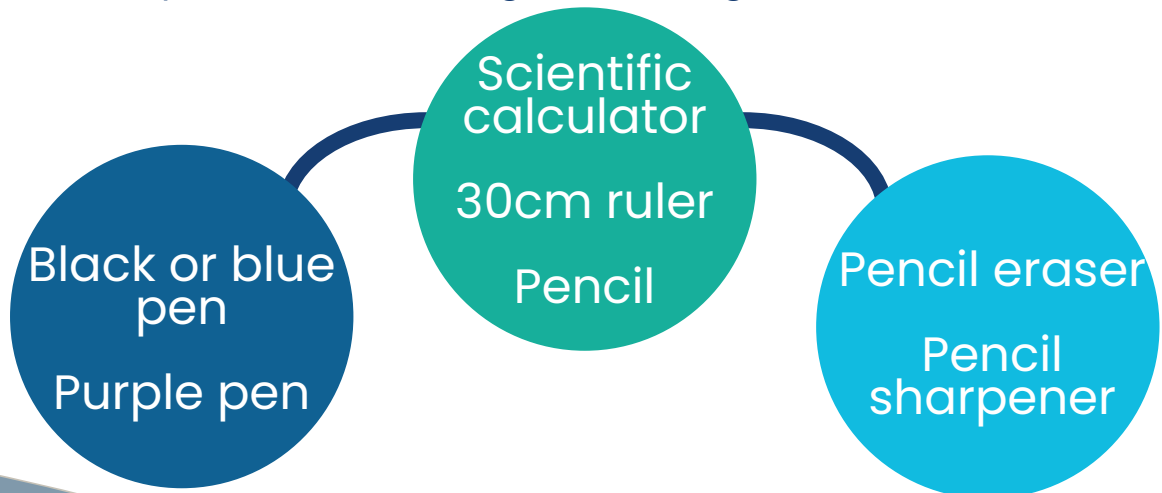 Black or blue
pen
Purple pen
Scientific
calculator
30cm ruler
Pencil
Pencil eraser
Pencil
sharpener